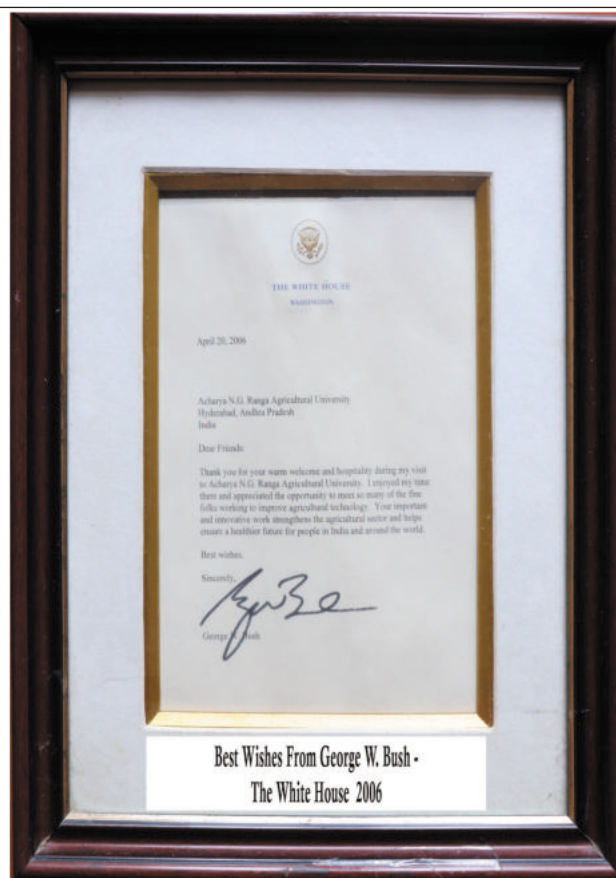 THE WHITE HOUSE
WASHINGTON
April 20, 2006
Acharya N.G. Ranga Agricultural University
Hyderabad, Andhra Pradesh
India
Dear Friends:
Thank you for your warm welcome and hospitality during my visit
to Acharya N.G. Ranga Agricultural University. I enjoyed my time
there and appreciated the opportunity to meet so many of the fine
folks working to improve agricultural technology. Your important
and innovative work strengthens the agricultural sector and helps
ensure a healthier future for people in India and around the world.
Best wishes.
Sincerely,
George W. Bush
Best Wishes From George W. Bush -
The White House 2006